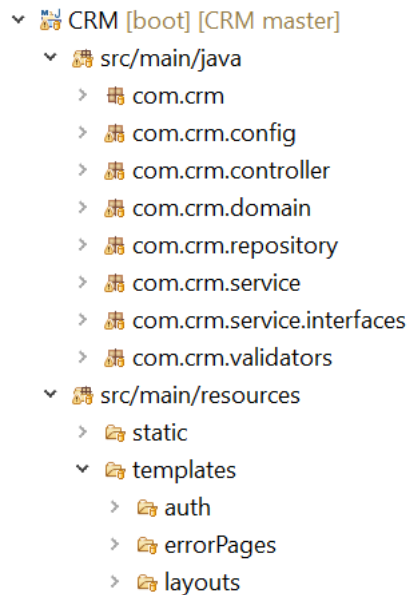 CRM [boot] [CRM master]
src/main/java
com.crm
com.crm.config
com.crm.controller
com.crm.domain
com.crm.repository
com.crm.service
com.crm.service.interfaces
com.crm.validators
src/main/resources
static
templates
auth
errorPages
layouts